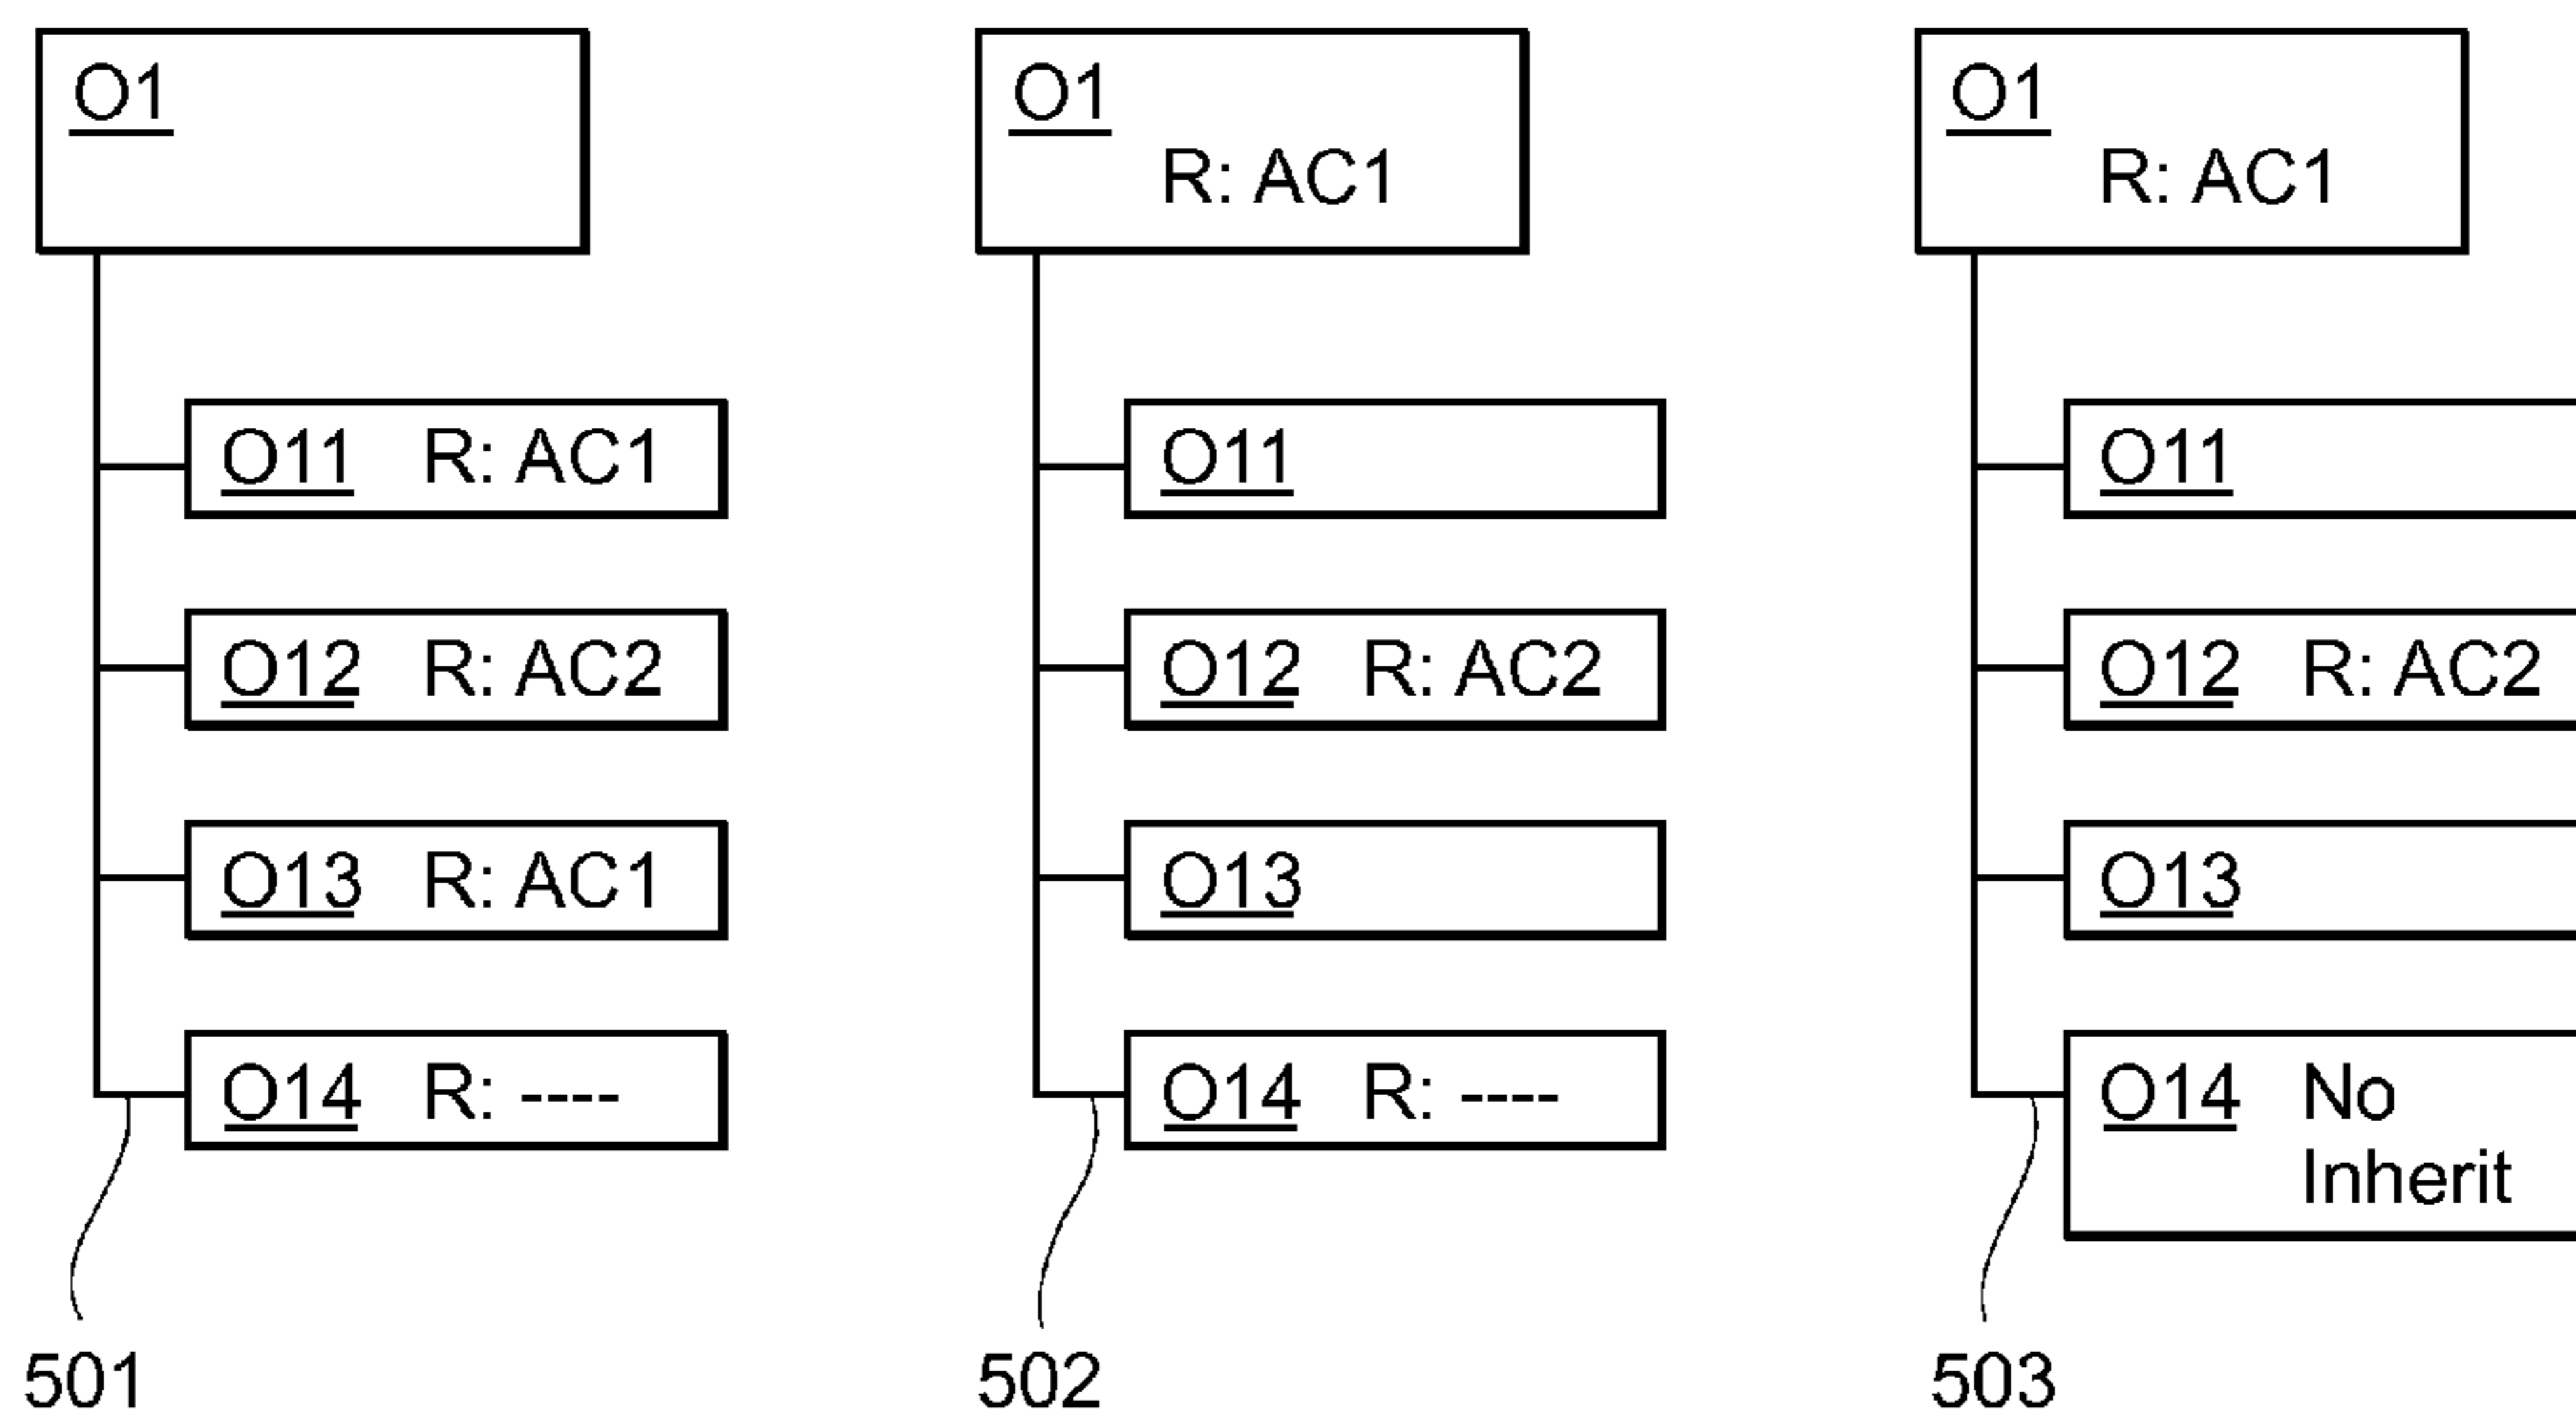 O1
O11 R: AC1
O12 R: AC2
O13 R: AC1
O14 R: ----
501
O1
R: AC1
O11
O12 R: AC2
O13
O14 R: ----
502
O1
R: AC1
O11
O12 R: AC2
O13
O14 No
Inherit
503